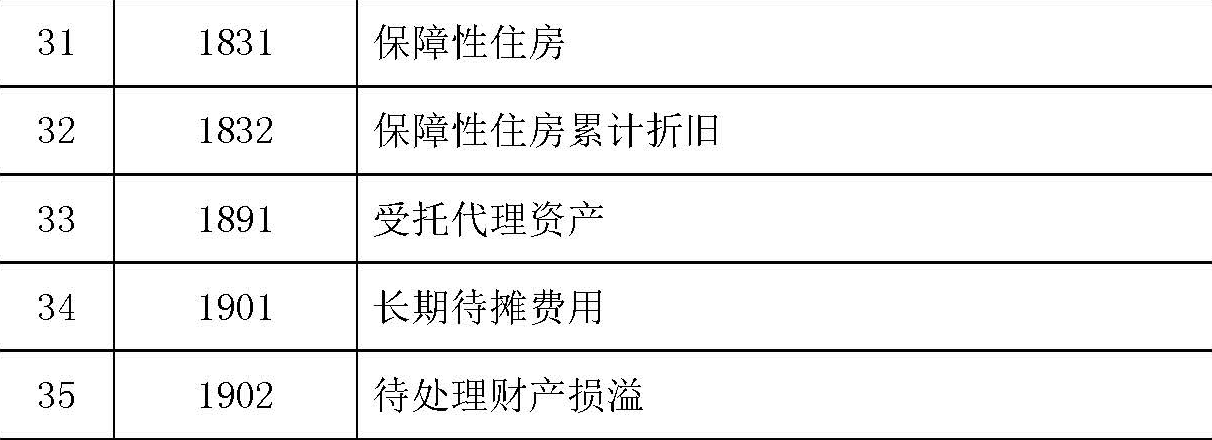 31 1831 保障性住房
32 1832 保障性住房累计折旧
33 1891 受托代理资产
34 1901 长期待摊费用
35 1902 待处理财产损溢